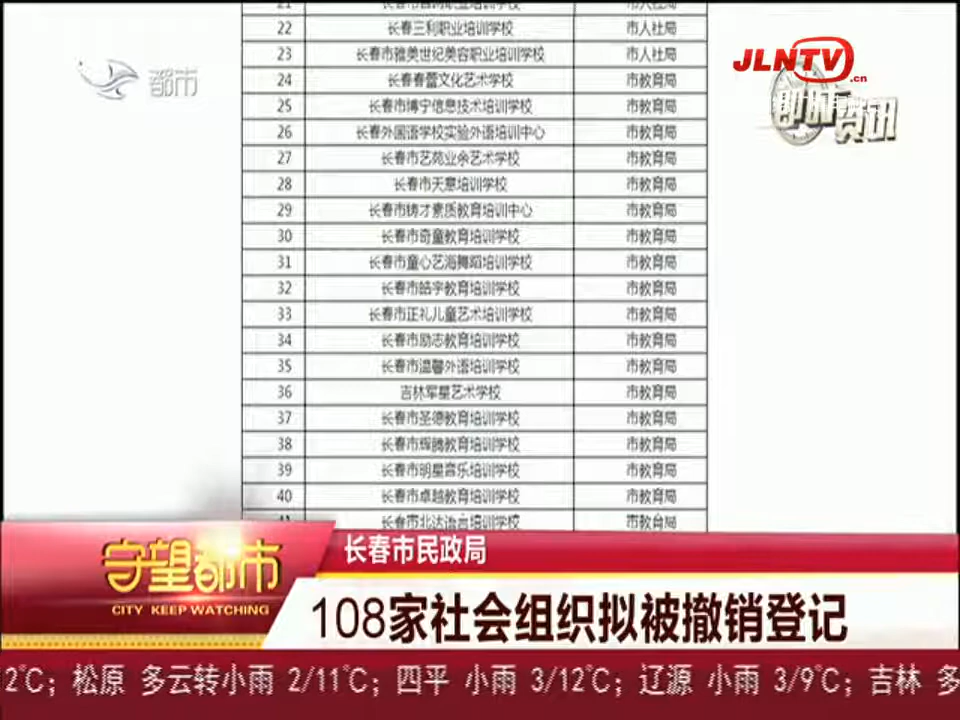 22 长春三利职业培训学校 市人社局
23 长春市雅美世纪美容职业培训学校 市人社局
24 长春春蕾文化艺术学校 市教育局
25 长春市博宁信息技术培训学校 市教育局
26 长春外国语学校实验外语培训中心 市教育局
27 长春市艺苑业余艺术学校 市教育局
28 长春市天意培训学校 市教育局
29 长春市铸才素质教育培训中心 市教育局
30 长春市奇童教育培训学校 市教育局
31 长春市童心艺海舞蹈培训学校 市教育局
32 长春市皓宇教育培训学校 市教育局
33 长春市正礼儿童艺术培训学校 市教育局
34 长春市励志教育培训学校 市教育局
35 长春市温馨外语培训学校 市教育局
36 吉林军星艺术学校 市教育局
37 长春市圣德教育培训学校 市教育局
38 长春市辉腾教育培训学校 市教育局
39 长春市明星音乐培训学校 市教育局
40 长春市卓越教育培训学校 市教育局
41 长春市北达语言培训学校 市教育局
都市
JLNTV.cn
即时资讯
守望都市
CITY KEEP WATCHING
长春市民政局
108家社会组织拟被撤销登记
2℃；松原 多云转小雨 2/11℃；四平 小雨 3/12℃；辽源 小雨 3/9℃；吉林 多